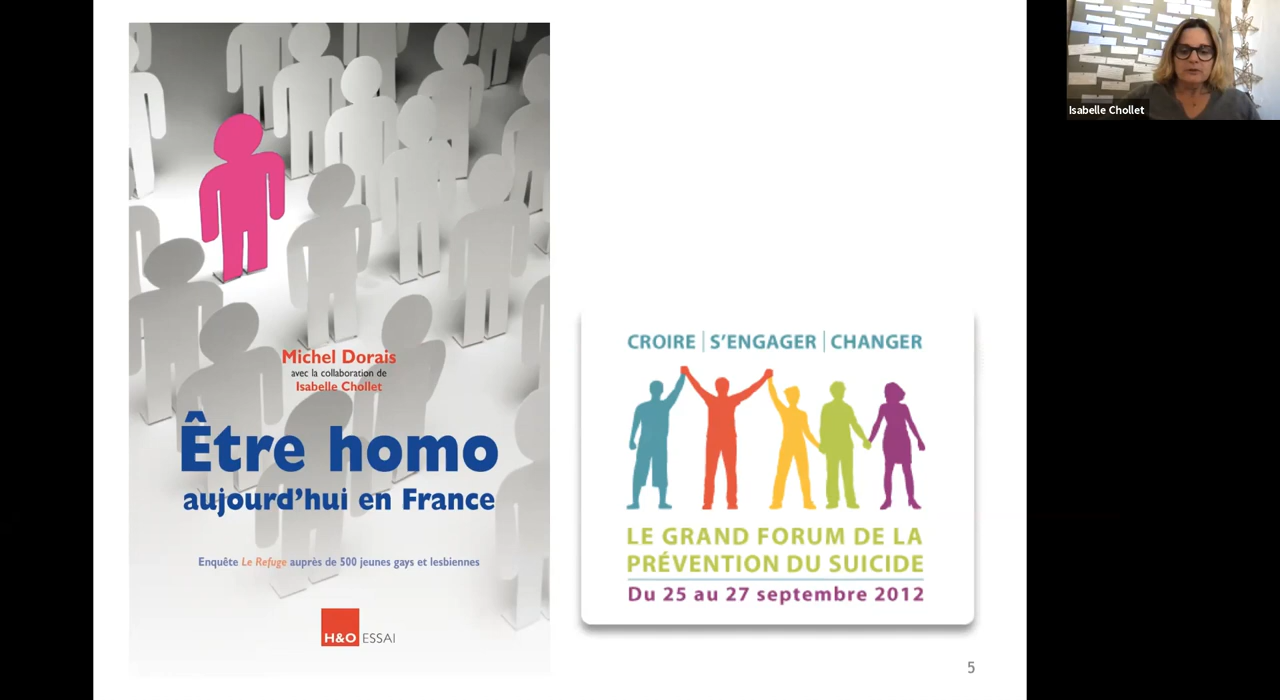 Michel Dorais
avec la collaboration de
Isabelle Chollet
Être homo
aujourd'hui en France
Enquête Le Refuge auprès de 500 jeunes gays et lesbiennes
H&O ESSAI
CROIRE | S'ENGAGER | CHANGER
LE GRAND FORUM DE LA
PRÉVENTION DU SUICIDE
Du 25 au 27 septembre 2012
5
Isabelle Chollet